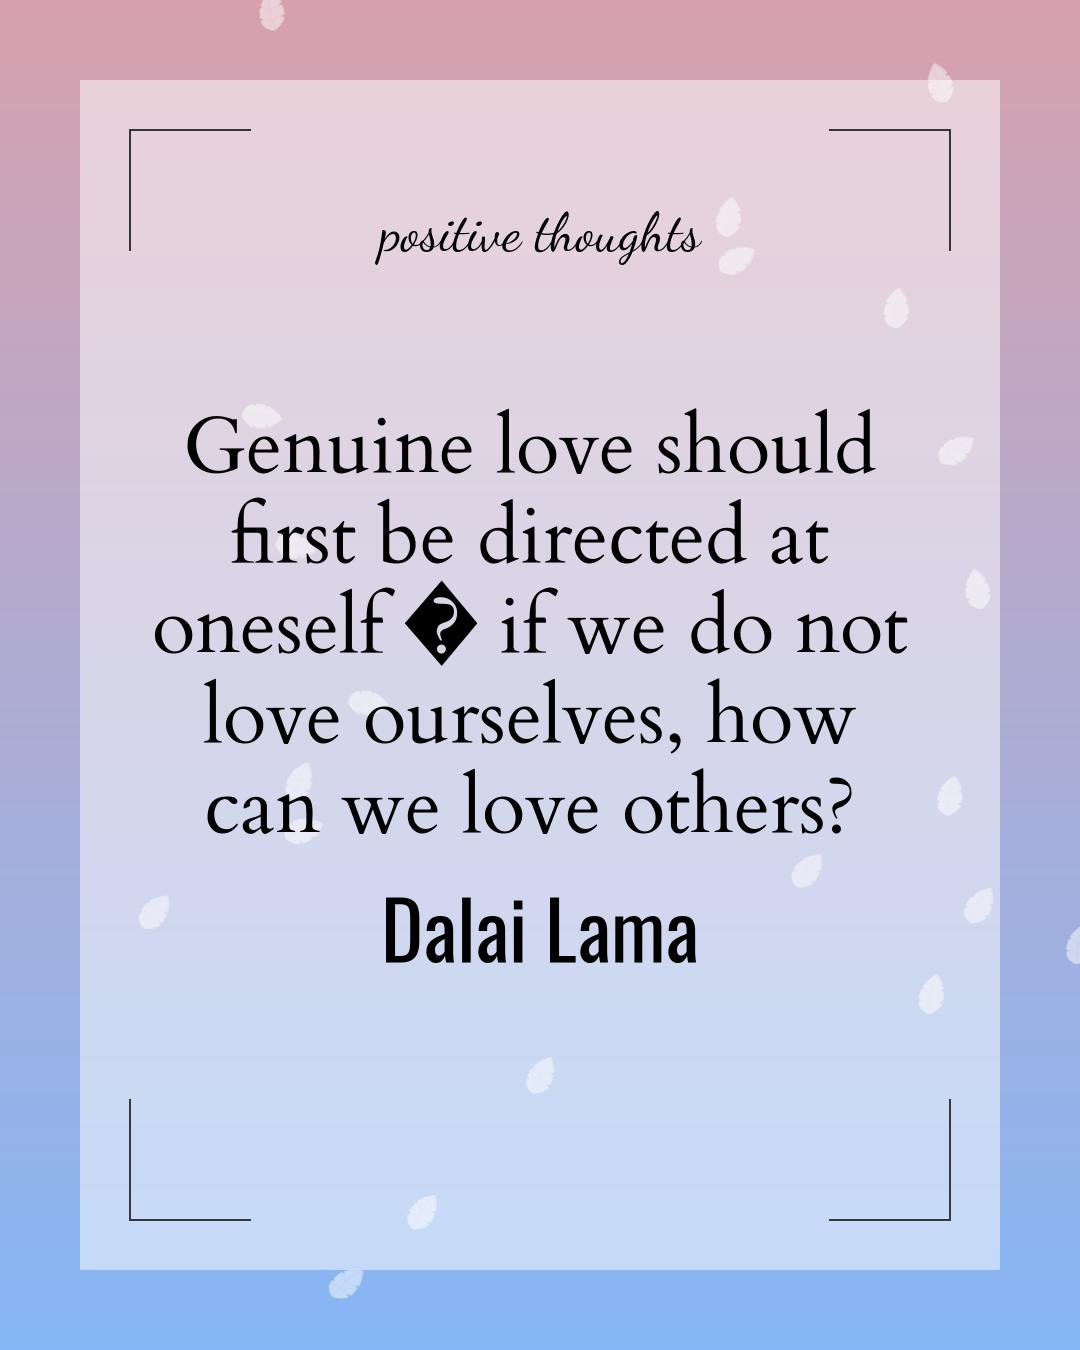 positive thoughts
Genuine love should
first be directed at
oneself � if we do not
love ourselves, how
can we love others?
Dalai Lama